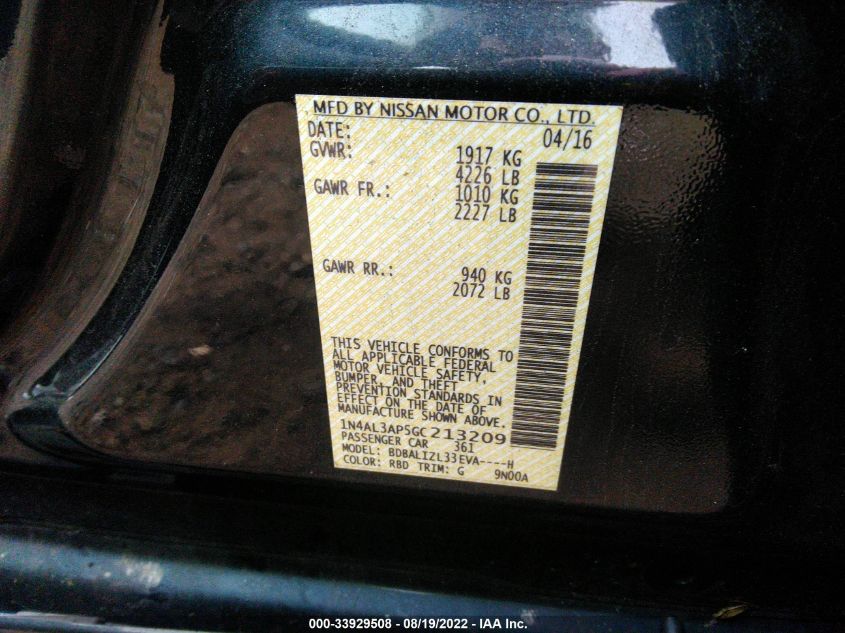 MFD BY NISSAN MOTOR CO., LTD.
DATE: 04/16
GVWR: 1917 KG
4226 LB
GAWR FR.: 1010 KG
2227 LB
GAWR RR.: 940 KG
2072 LB
THIS VEHICLE CONFORMS TO
ALL APPLICABLE FEDERAL
MOTOR VEHICLE SAFETY,
BUMPER, AND THEFT
PREVENTION STANDARDS IN
EFFECT ON THE DATE OF
MANUFACTURE SHOWN ABOVE.
1N4AL3AP5GC213209
PASSENGER CAR 361
MODEL: BDBALIZL33EVA----H
COLOR: RBD TRIM: G 9N00A
000-33929508 - 08/19/2022 - IAA Inc.